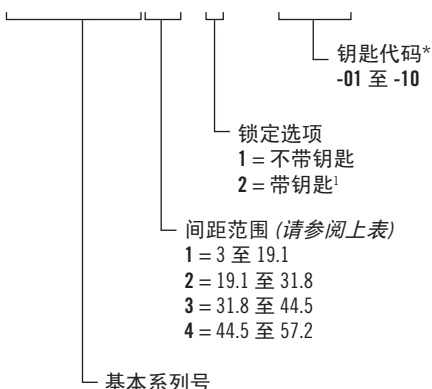 钥匙代码*
-01 至 -10
锁定选项
1 = 不带钥匙
2 = 带钥匙¹
间距范围 (请参阅上表)
1 = 3 至 19.1
2 = 19.1 至 31.8
3 = 31.8 至 44.5
4 = 44.5 至 57.2
基本系列号